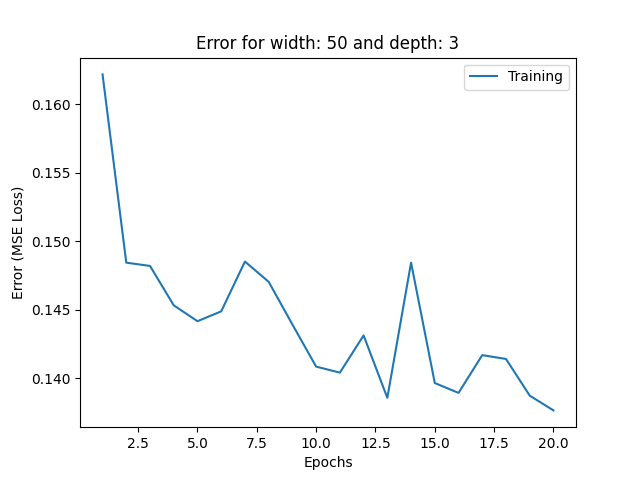 Error for width: 50 and depth: 3
Training
0.160
0.155
0.150
0.145
0.140
Error (MSE Loss)
2.5 5.0 7.5 10.0 12.5 15.0 17.5 20.0
Epochs